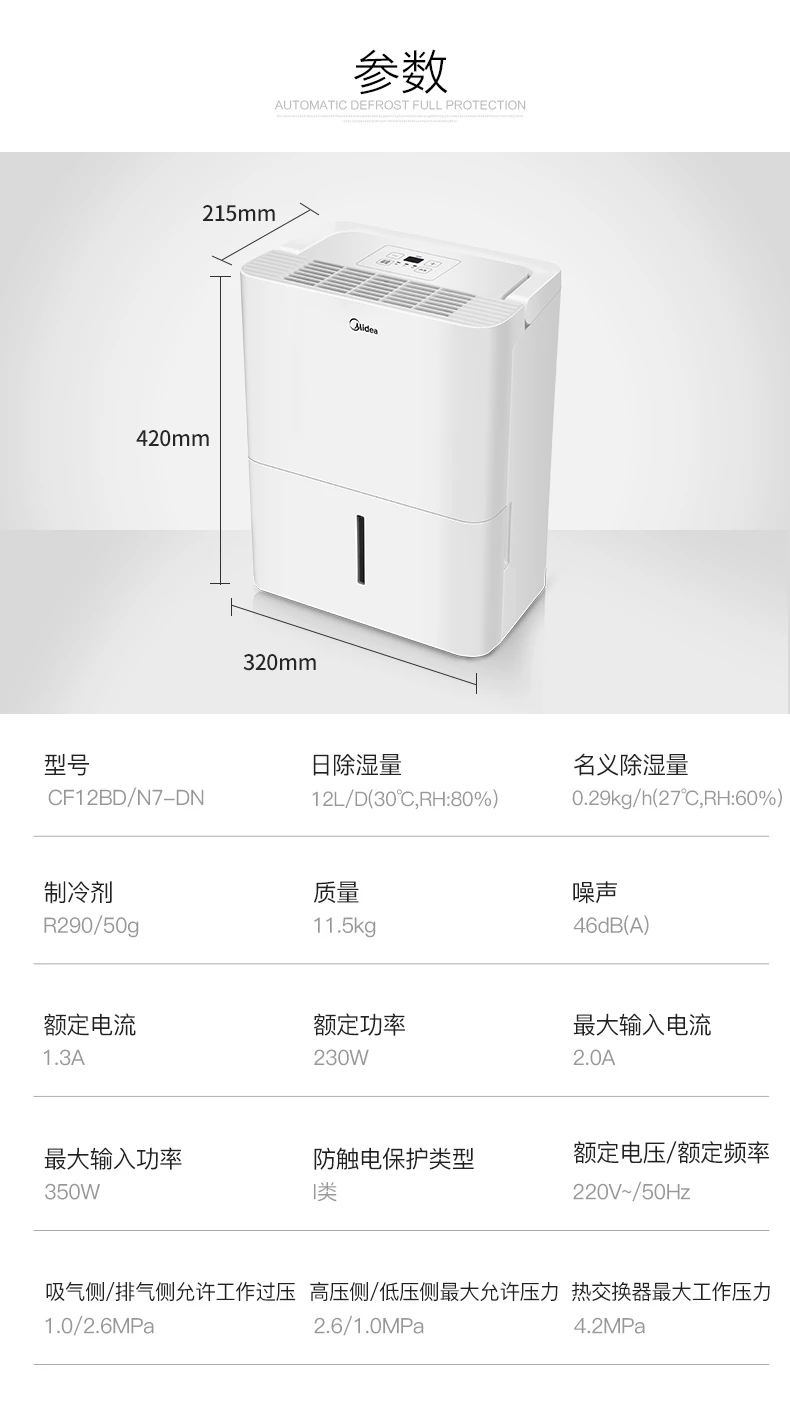 参数
AUTOMATIC DEFROST FULL PROTECTION
215mm
Midea
420mm
320mm
型号 日除湿量 名义除湿量
CF12BD/N7-DN 12L/D(30℃,RH:80%) 0.29kg/h(27℃,RH:60%)
制冷剂 质量 噪声
R290/50g 11.5kg 46dB(A)
额定电流 额定功率 最大输入电流
1.3A 230W 2.0A
最大输入功率 防触电保护类型 额定电压/额定频率
350W I类 220V~/50Hz
吸气侧/排气侧允许工作过压 高压侧/低压侧最大允许压力 热交换器最大工作压力
1.0/2.6MPa 2.6/1.0MPa 4.2MPa